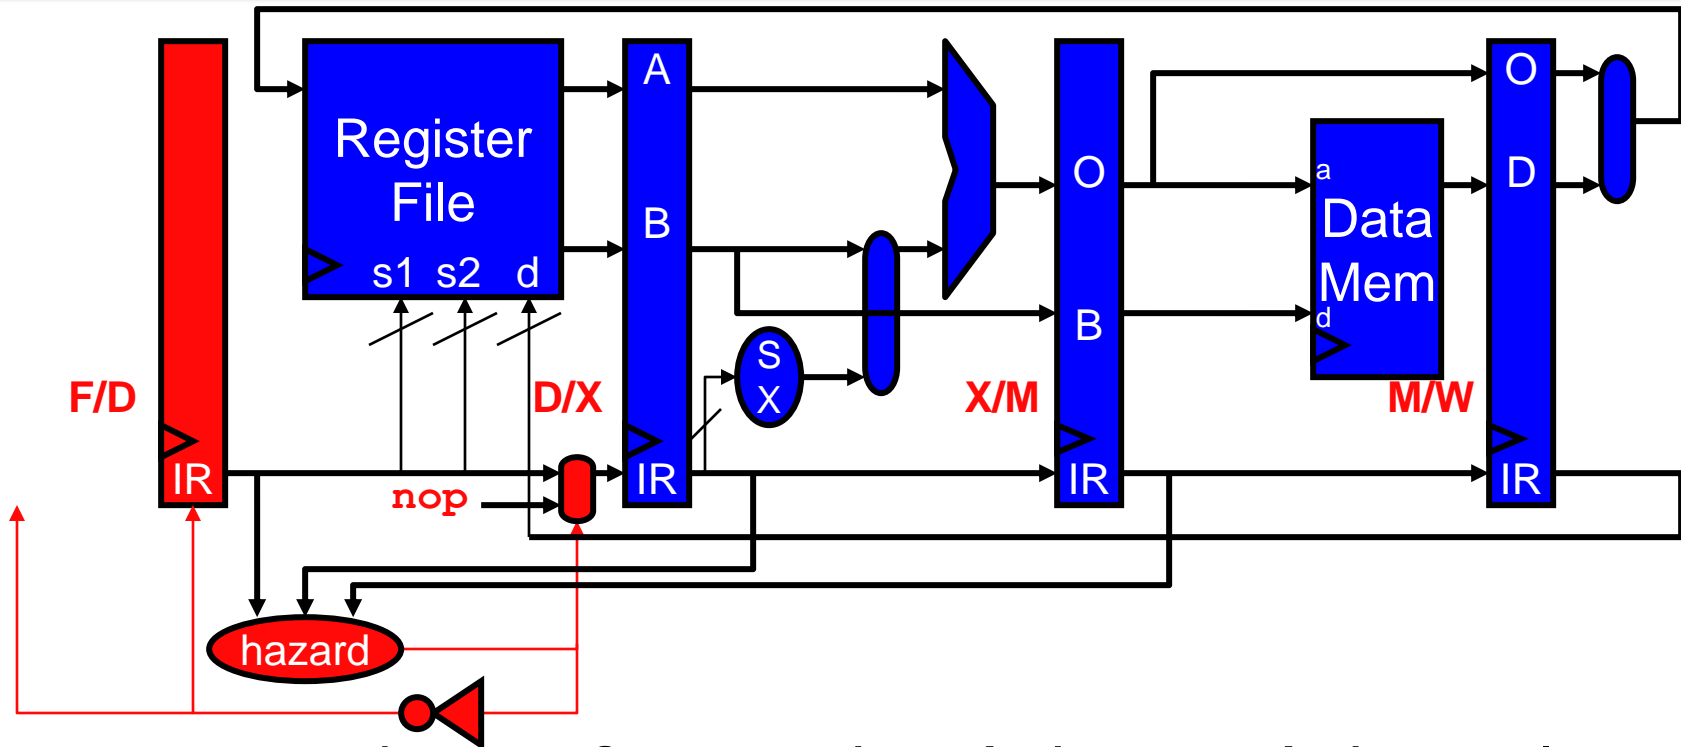 A
O
Register
File
a
O
D
B
Data
Mem
s1 s2 d
B
d
S
X
F/D
D/X
X/M
M/W
IR
nop
IR
IR
IR
hazard